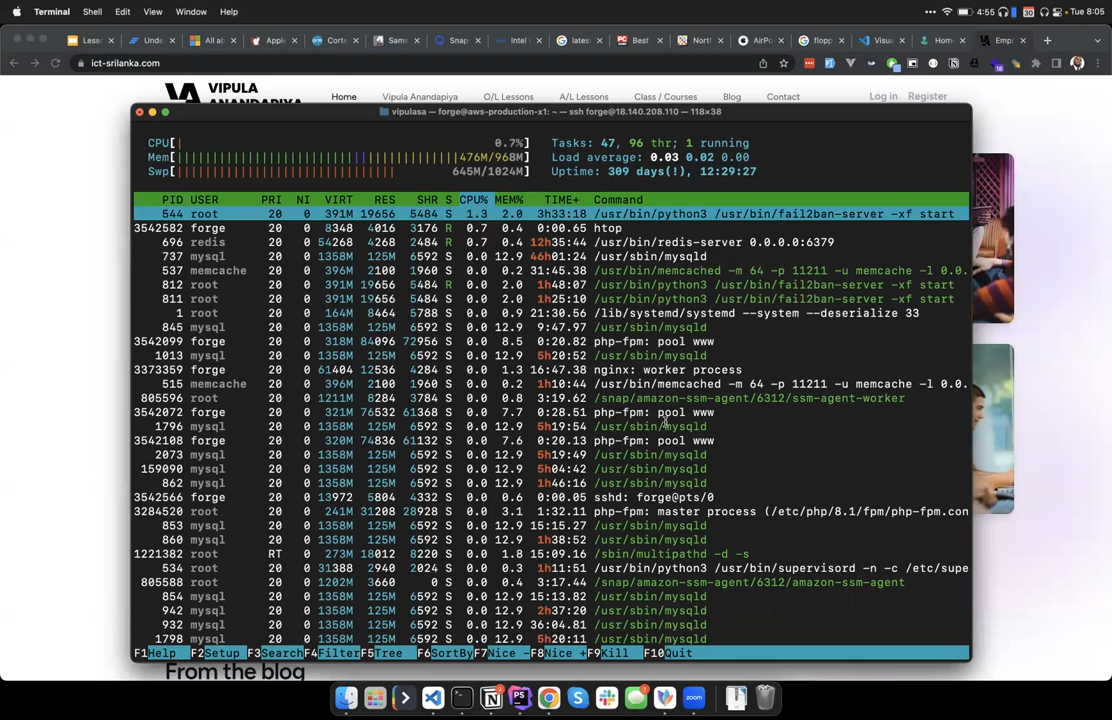 Terminal Shell Edit View Window Help 4:55 30 Tue 8:05
Lesso Unde All ab Apple Corte Sams Snap Intel I lates Best North AirPo flopp Visua Home Empo
ict-srilanka.com 18
VIPULA
ANANDAPIYA Home Vipula Anandapiya O/L Lessons A/L Lessons Class / Courses Blog Contact Log in Register
vipulasa — forge@aws-production-x1: ~ — ssh forge@18.140.208.110 — 118×38
CPU[| 0.7%] Tasks: 47, 96 thr; 1 running
Mem[ 476M/968M] Load average: 0.03 0.02 0.00
Swp[ 645M/1024M] Uptime: 309 days(!), 12:29:27
PID USER PRI NI VIRT RES SHR S CPU% MEM% TIME+ Command
544 root 20 0 391M 19656 5484 S 1.3 2.0 3h33:18 /usr/bin/python3 /usr/bin/fail2ban-server -xf start
3542582 forge 20 0 8348 4016 3176 R 0.7 0.4 0:00.65 htop
696 redis 20 0 54268 4268 2484 R 0.7 0.4 12h35:44 /usr/bin/redis-server 0.0.0.0:6379
737 mysql 20 0 1358M 125M 6592 S 0.7 12.9 46h01:24 /usr/sbin/mysqld
537 memcache 20 0 396M 2100 1960 S 0.0 0.2 31:45.38 /usr/bin/memcached -m 64 -p 11211 -u memcache -l 0.0.
812 root 20 0 391M 19656 5484 R 0.7 2.0 1h48:07 /usr/bin/python3 /usr/bin/fail2ban-server -xf start
811 root 20 0 391M 19656 5484 S 0.7 2.0 1h25:10 /usr/bin/python3 /usr/bin/fail2ban-server -xf start
1 root 20 0 164M 8464 5788 S 0.0 0.9 21:30.56 /lib/systemd/systemd --system --deserialize 33
845 mysql 20 0 1358M 125M 6592 S 0.0 12.9 9:47.97 /usr/sbin/mysqld
3542099 forge 20 0 318M 84096 72956 S 0.0 8.5 0:20.82 php-fpm: pool www
1013 mysql 20 0 1358M 125M 6592 S 0.0 12.9 5h20:52 /usr/sbin/mysqld
3373359 forge 20 0 61404 12536 4284 S 0.0 1.3 16:47.38 nginx: worker process
515 memcache 20 0 396M 2100 1960 S 0.0 0.2 1h10:44 /usr/bin/memcached -m 64 -p 11211 -u memcache -l 0.0.
805596 root 20 0 1211M 8284 3784 S 0.0 0.8 3:19.62 /snap/amazon-ssm-agent/6312/ssm-agent-worker
3542072 forge 20 0 321M 76532 61368 S 0.0 7.7 0:28.51 php-fpm: pool www
1796 mysql 20 0 1358M 125M 6592 S 0.0 12.9 5h19:54 /usr/sbin/mysqld
3542108 forge 20 0 320M 74836 61132 S 0.0 7.6 0:20.13 php-fpm: pool www
2073 mysql 20 0 1358M 125M 6592 S 0.0 12.9 5h19:49 /usr/sbin/mysqld
159090 mysql 20 0 1358M 125M 6592 S 0.0 12.9 5h04:42 /usr/sbin/mysqld
862 mysql 20 0 1358M 125M 6592 S 0.0 12.9 1h46:16 /usr/sbin/mysqld
3542566 forge 20 0 13972 5804 4332 S 0.0 0.6 0:00.05 sshd: forge@pts/0
3284520 root 20 0 241M 31208 28928 S 0.0 3.1 1:32.11 php-fpm: master process (/etc/php/8.1/fpm/php-fpm.con
853 mysql 20 0 1358M 125M 6592 S 0.0 12.9 15:15.27 /usr/sbin/mysqld
860 mysql 20 0 1358M 125M 6592 S 0.0 12.9 1h38:52 /usr/sbin/mysqld
1221382 root RT 0 273M 18012 8220 S 0.0 1.8 15:09.16 /sbin/multipathd -d -s
534 root 20 0 31388 2940 2024 S 0.0 0.3 1h11:51 /usr/bin/python3 /usr/bin/supervisord -n -c /etc/supe
805588 root 20 0 1202M 3660 0 S 0.0 0.4 3:17.44 /snap/amazon-ssm-agent/6312/amazon-ssm-agent
854 mysql 20 0 1358M 125M 6592 S 0.0 12.9 15:13.82 /usr/sbin/mysqld
942 mysql 20 0 1358M 125M 6592 S 0.0 12.9 2h37:20 /usr/sbin/mysqld
932 mysql 20 0 1358M 125M 6592 S 0.0 12.9 36:04.81 /usr/sbin/mysqld
1798 mysql 20 0 1358M 125M 6592 S 0.0 12.9 5h20:11 /usr/sbin/mysqld
F1Help F2Setup F3Search F4Filter F5Tree F6SortBy F7Nice - F8Nice + F9Kill F10Quit
From the blog
PS zoom